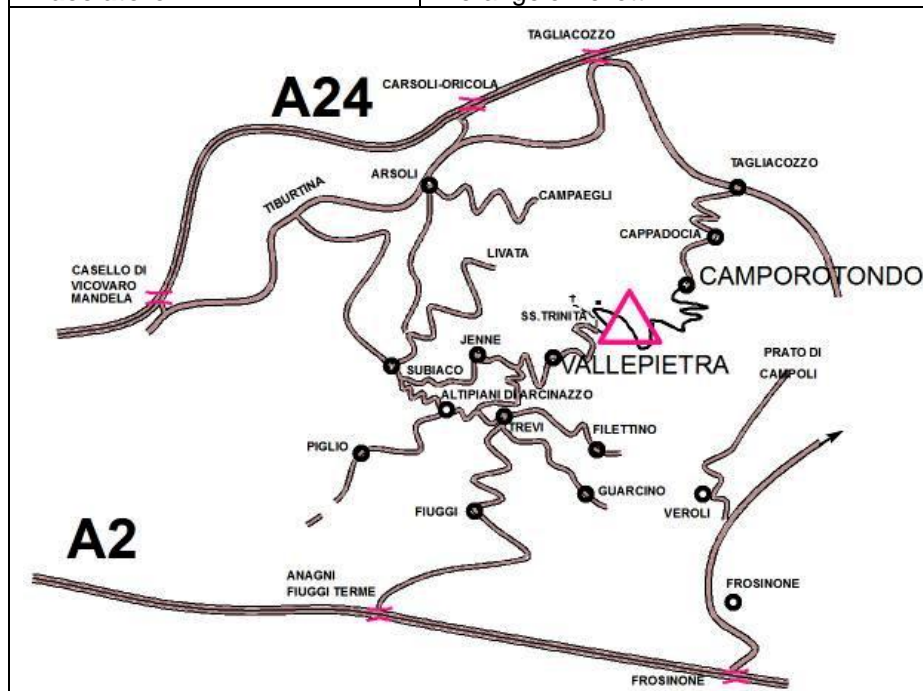 TAGLIACOZZO
CARSOLI-ORICOLA
A24
ARSOLI
TAGLIACOZZO
TIBURTINA
CAMPAEGLI
CAPPADOCIA
LIVATA
CASELLO DI
VICOVARO
MANDELA
CAMPOROTONDO
SS.TRINITA
JENNE
VALLEPIETRA
PRATO DI
CAMPOLI
SUBIACO
ALTIPIANI DI ARCINAZZO
TREVI
FILETTINO
PIGLIO
GUARCINO
VEROLI
FIUGGI
A2
ANAGNI
FIUGGI TERME
FROSINONE
FROSINONE